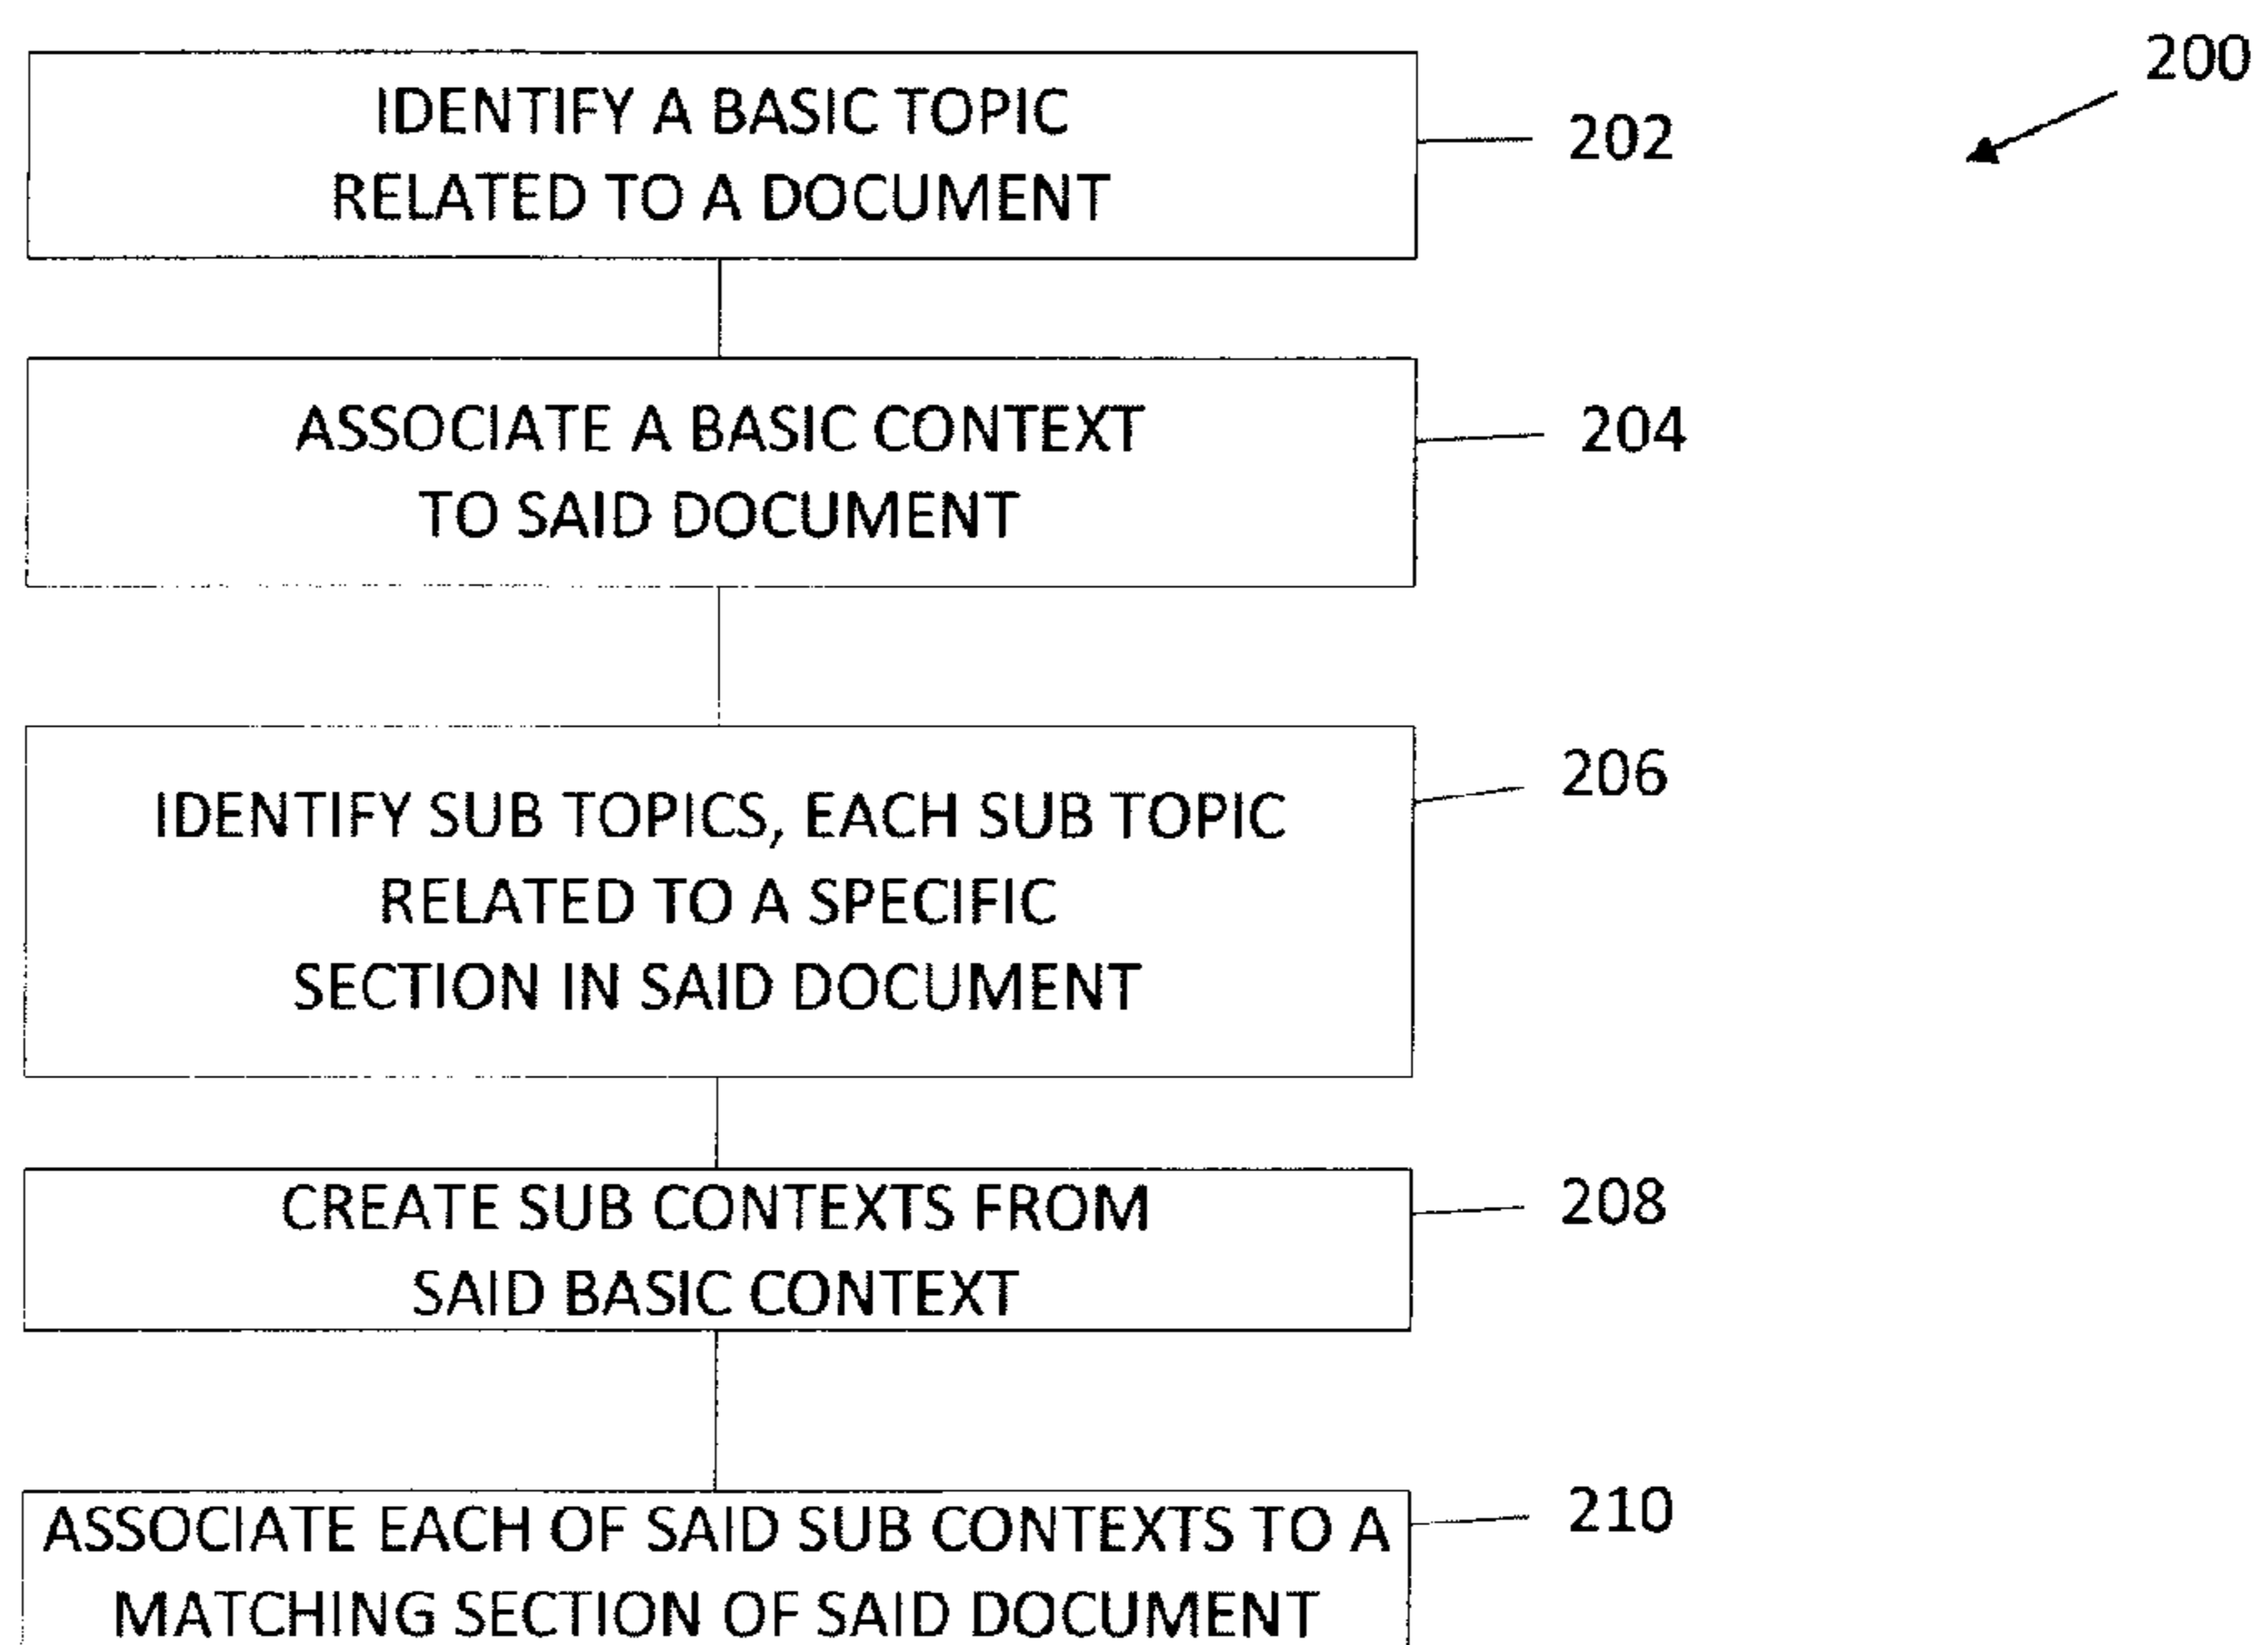 200
IDENTIFY A BASIC TOPIC
RELATED TO A DOCUMENT
202
ASSOCIATE A BASIC CONTEXT
TO SAID DOCUMENT
204
IDENTIFY SUB TOPICS, EACH SUB TOPIC
RELATED TO A SPECIFIC
SECTION IN SAID DOCUMENT
206
CREATE SUB CONTEXTS FROM
SAID BASIC CONTEXT
208
ASSOCIATE EACH OF SAID SUB CONTEXTS TO A
MATCHING SECTION OF SAID DOCUMENT
210